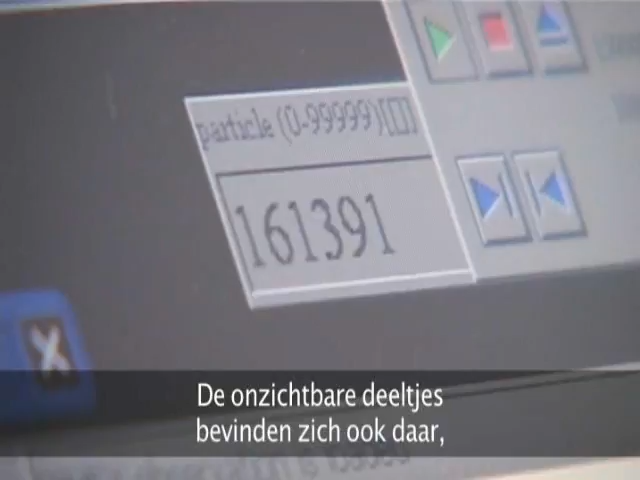 particle (0-99999)[□]
161391
De onzichtbare deeltjes
bevinden zich ook daar,